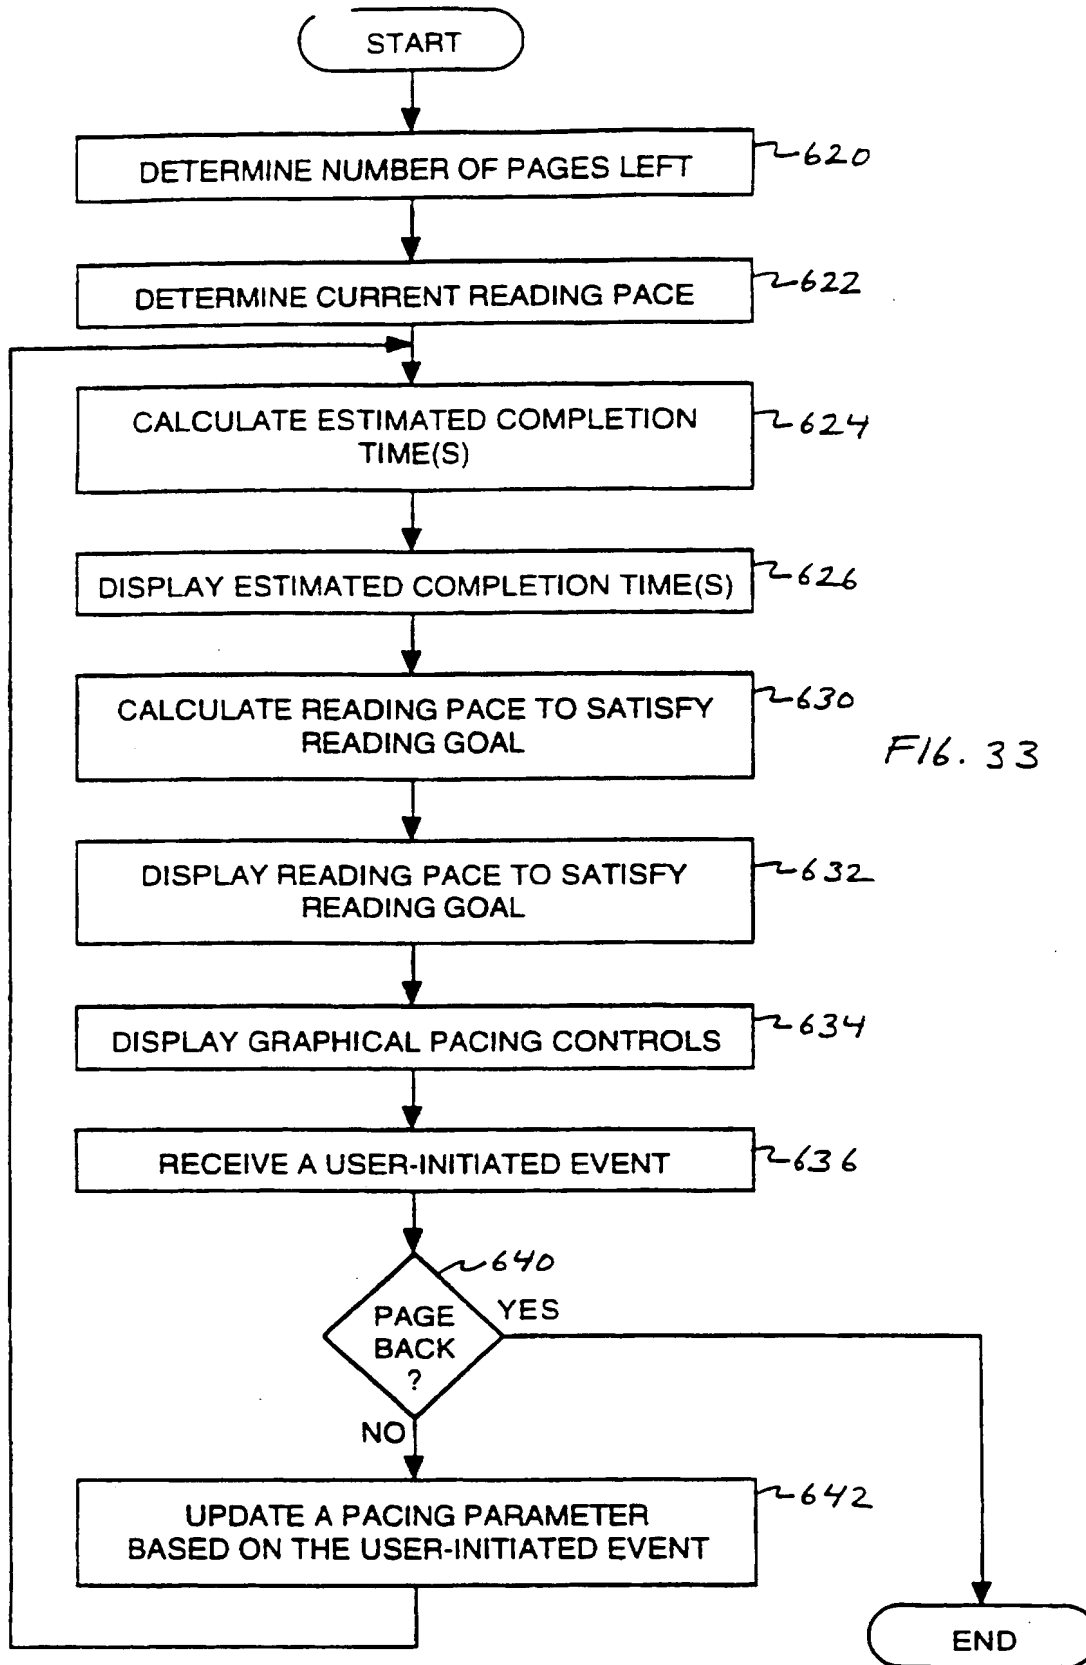 START
DETERMINE NUMBER OF PAGES LEFT
620
DETERMINE CURRENT READING PACE
622
CALCULATE ESTIMATED COMPLETION
TIME(S)
624
DISPLAY ESTIMATED COMPLETION TIME(S)
626
CALCULATE READING PACE TO SATISFY
READING GOAL
630
FIG. 33
DISPLAY READING PACE TO SATISFY
READING GOAL
632
DISPLAY GRAPHICAL PACING CONTROLS
634
RECEIVE A USER-INITIATED EVENT
636
640
PAGE
BACK
?
YES
NO
UPDATE A PACING PARAMETER
BASED ON THE USER-INITIATED EVENT
642
END